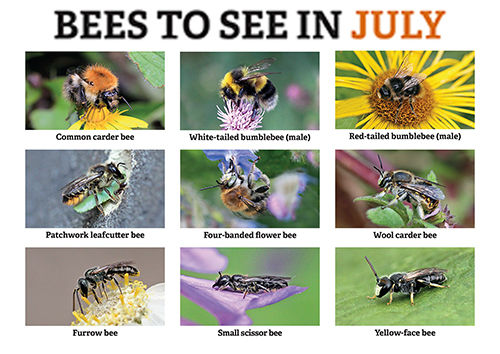 BEES TO SEE IN JULY
Common carder bee
White-tailed bumblebee (male)
Red-tailed bumblebee (male)
Patchwork leafcutter bee
Four-banded flower bee
Wool carder bee
Furrow bee
Small scissor bee
Yellow-face bee